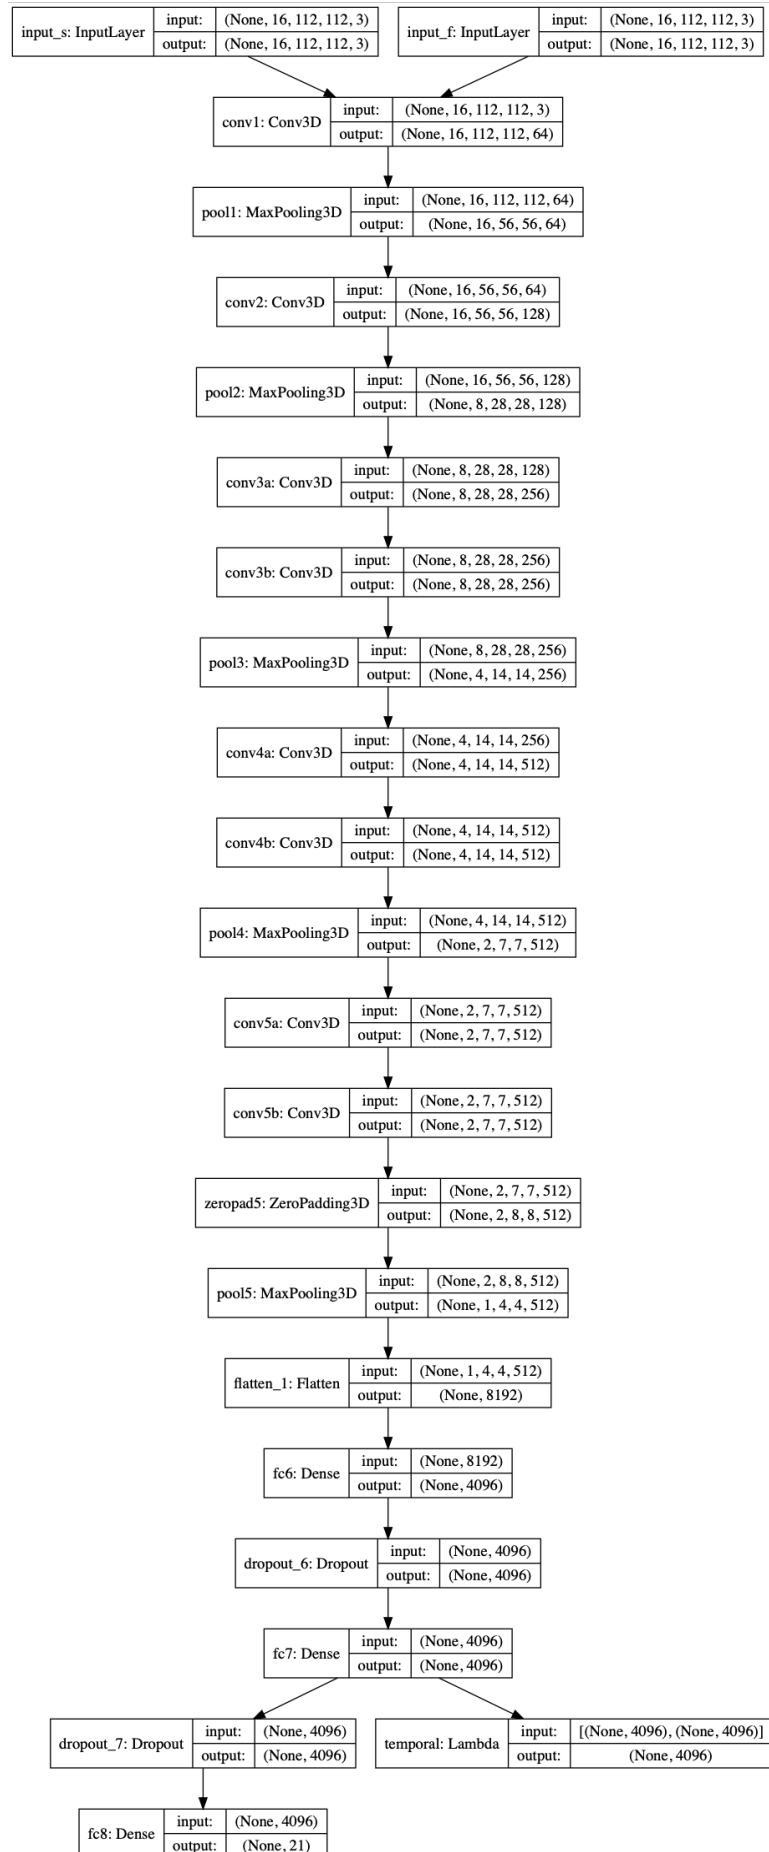 input_s: InputLayer
input: (None, 16, 112, 112, 3)
output: (None, 16, 112, 112, 3)
input_f: InputLayer
input: (None, 16, 112, 112, 3)
output: (None, 16, 112, 112, 3)
conv1: Conv3D
input: (None, 16, 112, 112, 3)
output: (None, 16, 112, 112, 64)
pool1: MaxPooling3D
input: (None, 16, 112, 112, 64)
output: (None, 16, 56, 56, 64)
conv2: Conv3D
input: (None, 16, 56, 56, 64)
output: (None, 16, 56, 56, 128)
pool2: MaxPooling3D
input: (None, 16, 56, 56, 128)
output: (None, 8, 28, 28, 128)
conv3a: Conv3D
input: (None, 8, 28, 28, 128)
output: (None, 8, 28, 28, 256)
conv3b: Conv3D
input: (None, 8, 28, 28, 256)
output: (None, 8, 28, 28, 256)
pool3: MaxPooling3D
input: (None, 8, 28, 28, 256)
output: (None, 4, 14, 14, 256)
conv4a: Conv3D
input: (None, 4, 14, 14, 256)
output: (None, 4, 14, 14, 512)
conv4b: Conv3D
input: (None, 4, 14, 14, 512)
output: (None, 4, 14, 14, 512)
pool4: MaxPooling3D
input: (None, 4, 14, 14, 512)
output: (None, 2, 7, 7, 512)
conv5a: Conv3D
input: (None, 2, 7, 7, 512)
output: (None, 2, 7, 7, 512)
conv5b: Conv3D
input: (None, 2, 7, 7, 512)
output: (None, 2, 7, 7, 512)
zeropad5: ZeroPadding3D
input: (None, 2, 7, 7, 512)
output: (None, 2, 8, 8, 512)
pool5: MaxPooling3D
input: (None, 2, 8, 8, 512)
output: (None, 1, 4, 4, 512)
flatten_1: Flatten
input: (None, 1, 4, 4, 512)
output: (None, 8192)
fc6: Dense
input: (None, 8192)
output: (None, 4096)
dropout_6: Dropout
input: (None, 4096)
output: (None, 4096)
fc7: Dense
input: (None, 4096)
output: (None, 4096)
dropout_7: Dropout
input: (None, 4096)
output: (None, 4096)
temporal: Lambda
input: [(None, 4096), (None, 4096)]
output: (None, 4096)
fc8: Dense
input: (None, 4096)
output: (None, 21)